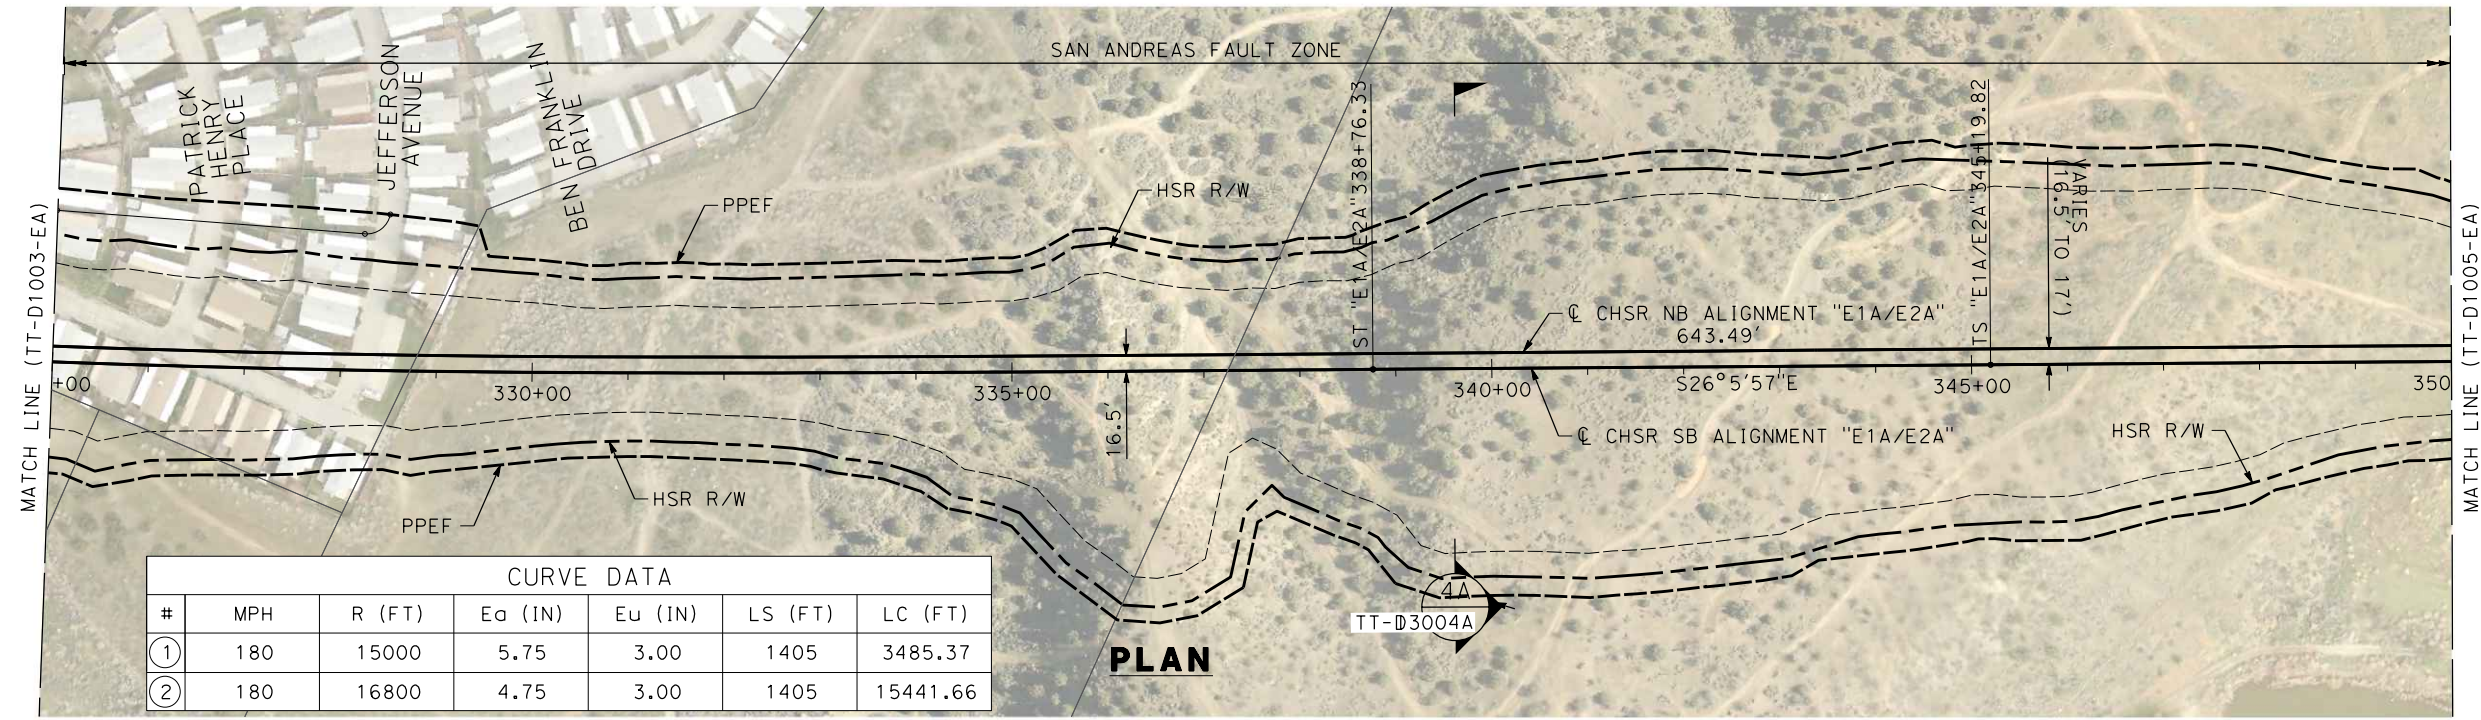 SAN ANDREAS FAULT ZONE
PATRICK
HENRY
PLACE
JEFFERSON
AVENUE
BEN FRANKLIN
DRIVE
PPEF
HSR R/W
ST "E1A/E2A"338+76.33
TS "E1A/E2A"345+19.82
VARIES
(16.5' TO 17')
MATCH LINE (TT-D1003-EA)
MATCH LINE (TT-D1005-EA)
℄ CHSR NB ALIGNMENT "E1A/E2A"
643.49'
+00
330+00
335+00
340+00
S26°5'57"E
345+00
350
16.5'
℄ CHSR SB ALIGNMENT "E1A/E2A"
HSR R/W
HSR R/W
PPEF
4A
TT-D3004A
PLAN
CURVE DATA
# MPH R (FT) Ea (IN) Eu (IN) LS (FT) LC (FT)
1 180 15000 5.75 3.00 1405 3485.37
2 180 16800 4.75 3.00 1405 15441.66